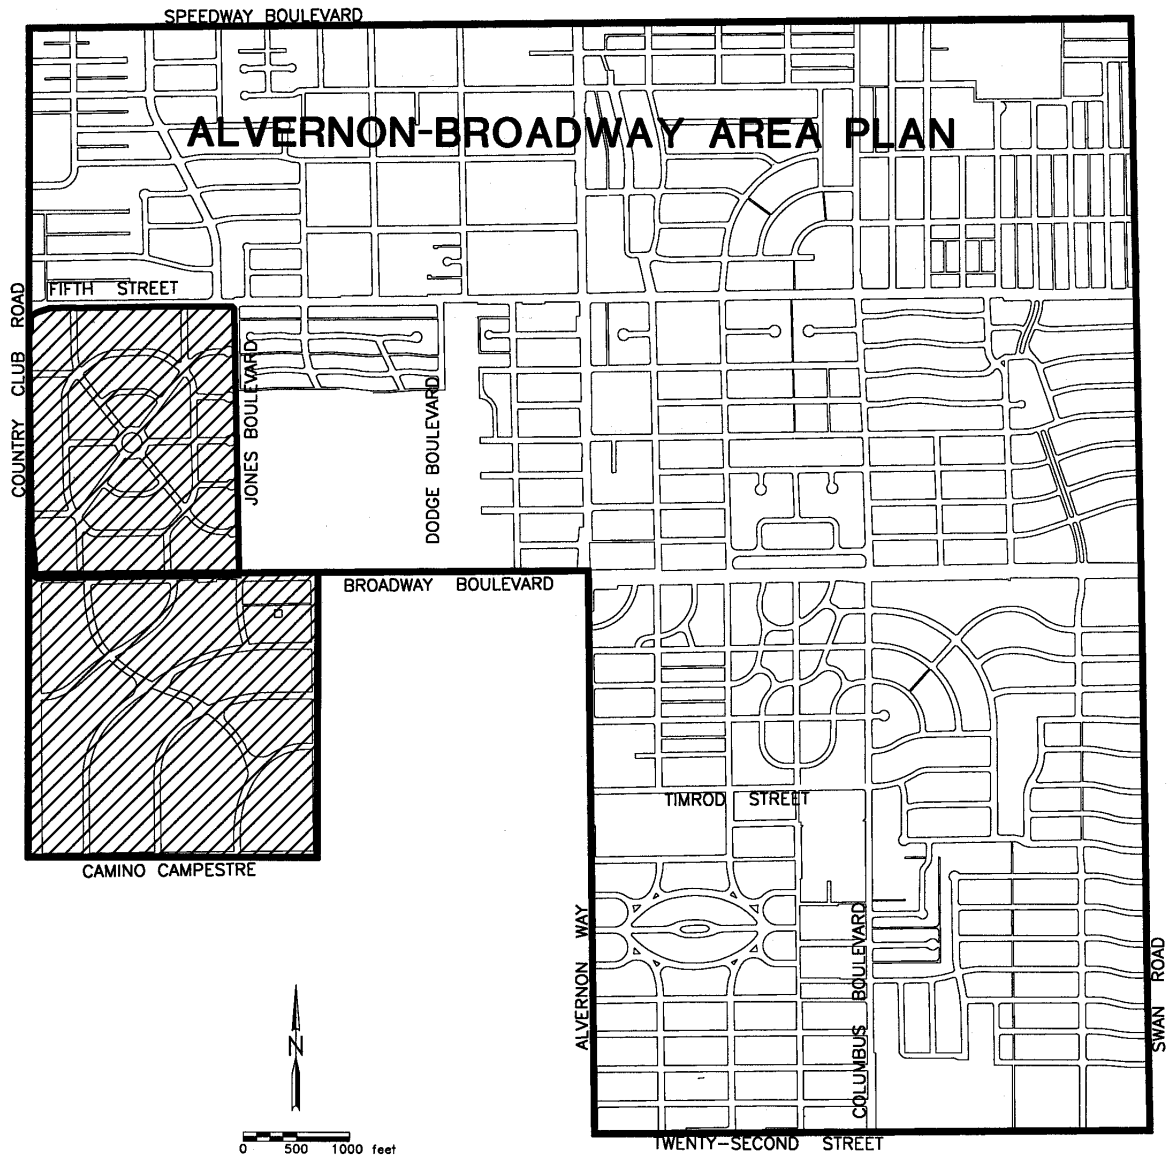 SPEEDWAY BOULEVARD
ALVERNON-BROADWAY AREA PLAN
FIFTH STREET
COUNTRY CLUB ROAD
JONES BOULEVARD
DODGE BOULEVARD
BROADWAY BOULEVARD
TIMROD STREET
CAMINO CAMPESTRE
ALVERNON WAY
COLUMBUS BOULEVARD
SWAN ROAD
N
0 500 1000 feet
TWENTY-SECOND STREET